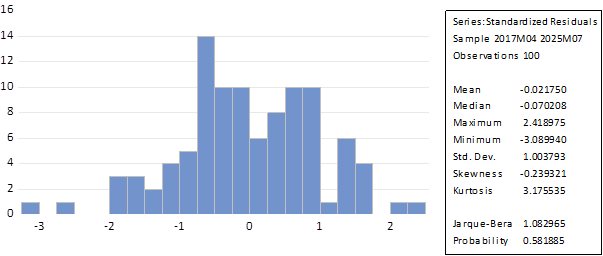 16
14
12
10
8
6
4
2
0
-3 -2 -1 0 1 2
Series: Standardized Residuals
Sample 2017M04 2025M07
Observations 100
Mean -0.021750
Median -0.070208
Maximum 2.418975
Minimum -3.089940
Std. Dev. 1.003793
Skewness -0.239321
Kurtosis 3.175535
Jarque-Bera 1.082965
Probability 0.581885